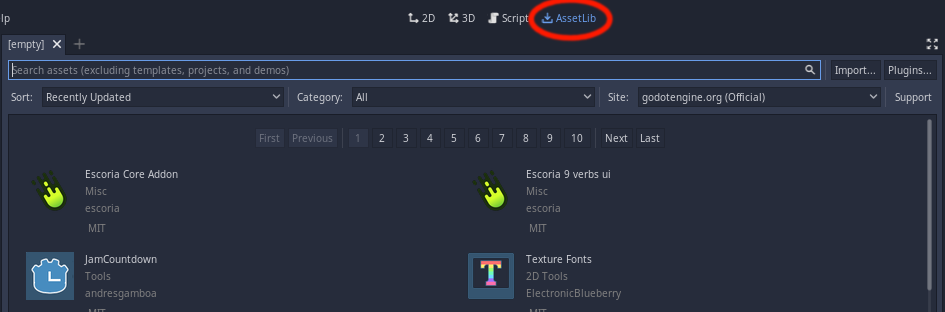 lp 2D 3D Script AssetLib
[empty]
Search assets (excluding templates, projects, and demos) Import... Plugins...
Sort: Recently Updated Category: All Site: godotengine.org (Official) Support
First Previous 1 2 3 4 5 6 7 8 9 10 Next Last
Escoria Core Addon
Misc
escoria
MIT
Escoria 9 verbs ui
Misc
escoria
MIT
JamCountdown
Tools
andresgamboa
MIT
Texture Fonts
2D Tools
ElectronicBlueberry
MIT